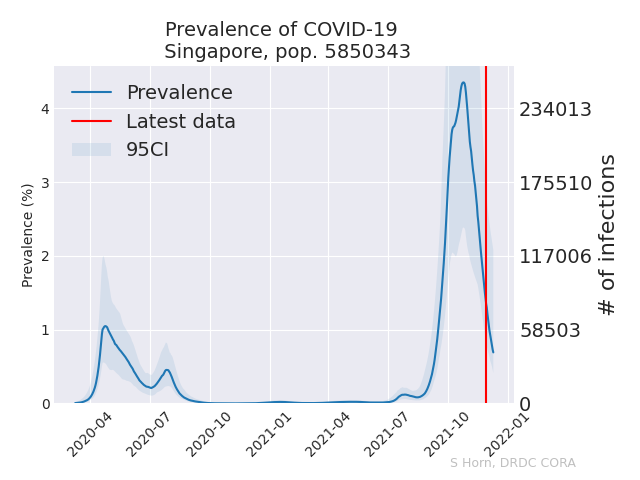 Prevalence of COVID-19
Singapore, pop. 5850343
Prevalence
Latest data
95CI
Prevalence (%)
4
3
2
1
0
234013
175510
117006
58503
0
# of infections
2020-04
2020-07
2020-10
2021-01
2021-04
2021-07
2021-10
2022-01
S Horn, DRDC CORA